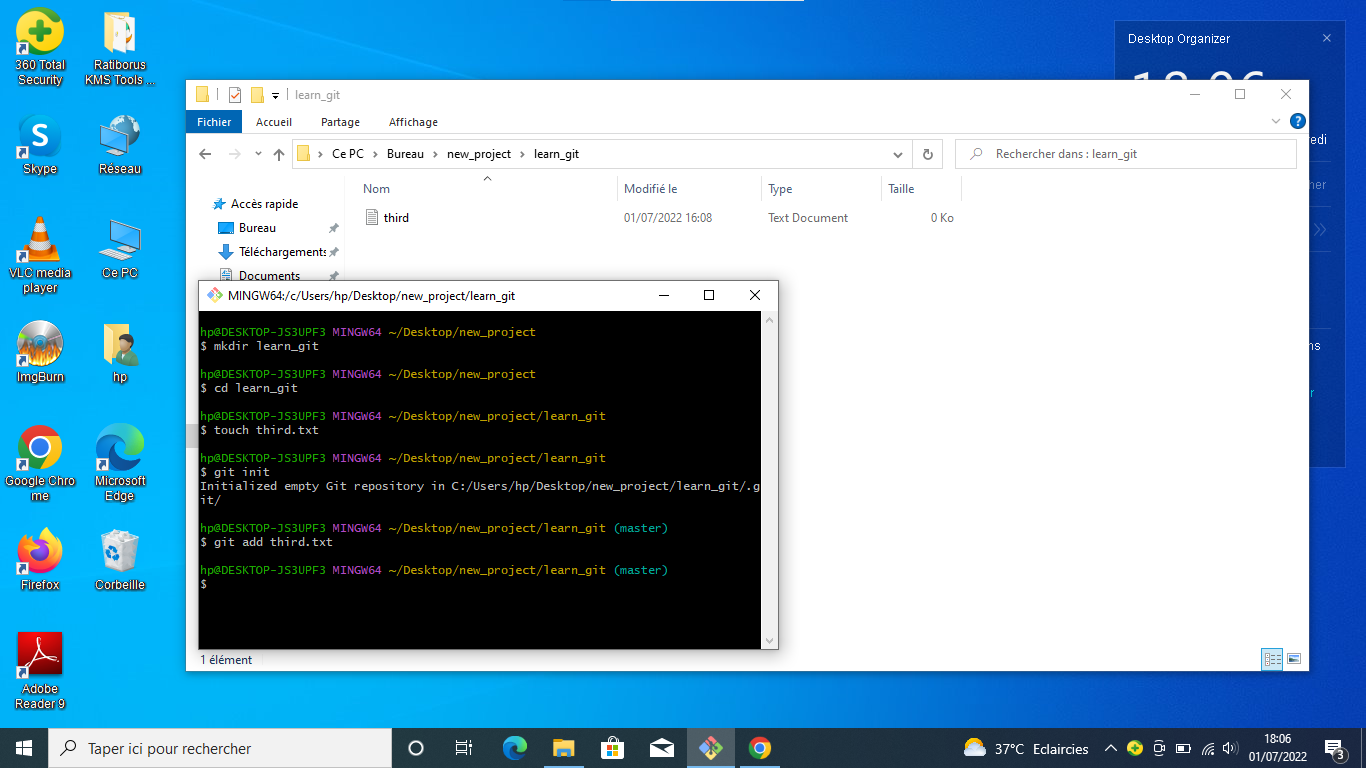 360 Total
Security
Ratiborus
KMS Tools ...
Skype
Réseau
VLC media
player
Ce PC
ImgBurn
hp
Google Chro
me
Microsoft
Edge
Firefox
Corbeille
Adobe
Reader 9
Desktop Organizer
learn_git
Fichier
Accueil
Partage
Affichage
Ce PC
Bureau
new_project
learn_git
Rechercher dans : learn_git
Nom
Modifié le
Type
Taille
Accès rapide
Bureau
Téléchargements
Documents
third
01/07/2022 16:08
Text Document
0 Ko
MINGW64:/c/Users/hp/Desktop/new_project/learn_git
hp@DESKTOP-JS3UPF3 MINGW64 ~/Desktop/new_project
$ mkdir learn_git
hp@DESKTOP-JS3UPF3 MINGW64 ~/Desktop/new_project
$ cd learn_git
hp@DESKTOP-JS3UPF3 MINGW64 ~/Desktop/new_project/learn_git
$ touch third.txt
hp@DESKTOP-JS3UPF3 MINGW64 ~/Desktop/new_project/learn_git
$ git init
Initialized empty Git repository in C:/Users/hp/Desktop/new_project/learn_git/.g
it/
hp@DESKTOP-JS3UPF3 MINGW64 ~/Desktop/new_project/learn_git (master)
$ git add third.txt
hp@DESKTOP-JS3UPF3 MINGW64 ~/Desktop/new_project/learn_git (master)
$
1 élément
Taper ici pour rechercher
37°C Eclaircies
18:06
01/07/2022
3